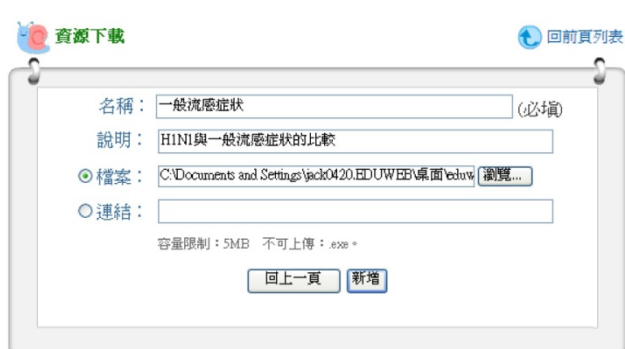 資源下載
回前頁列表
名稱： 一般流感症狀 (必填)
說明： H1N1與一般流感症狀的比較
檔案： C:\Documents and Settings\jack0420.EDUWEB\桌面\eduw 瀏覽...
連結：
容量限制：5MB 不可上傳：.exe。
回上一頁 新增